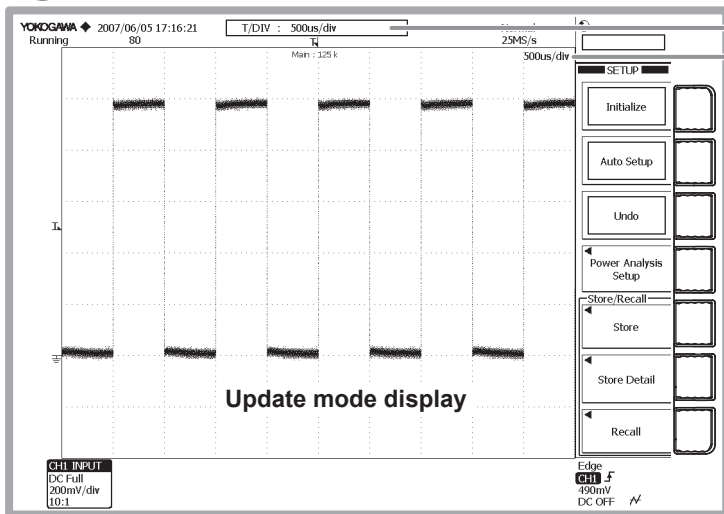 YOKOGAWA ◆ 2007/06/05 17:16:21
T/DIV : 500us/div
Running
80
25MS/s
Main : 125 k
500us/div
SETUP
Initialize
Auto Setup
Undo
Power Analysis
Setup
Store/Recall
Store
Store Detail
Recall
Update mode display
CH1 INPUT
DC Full
200mV/div
10:1
Edge
CH1
490mV
DC OFF